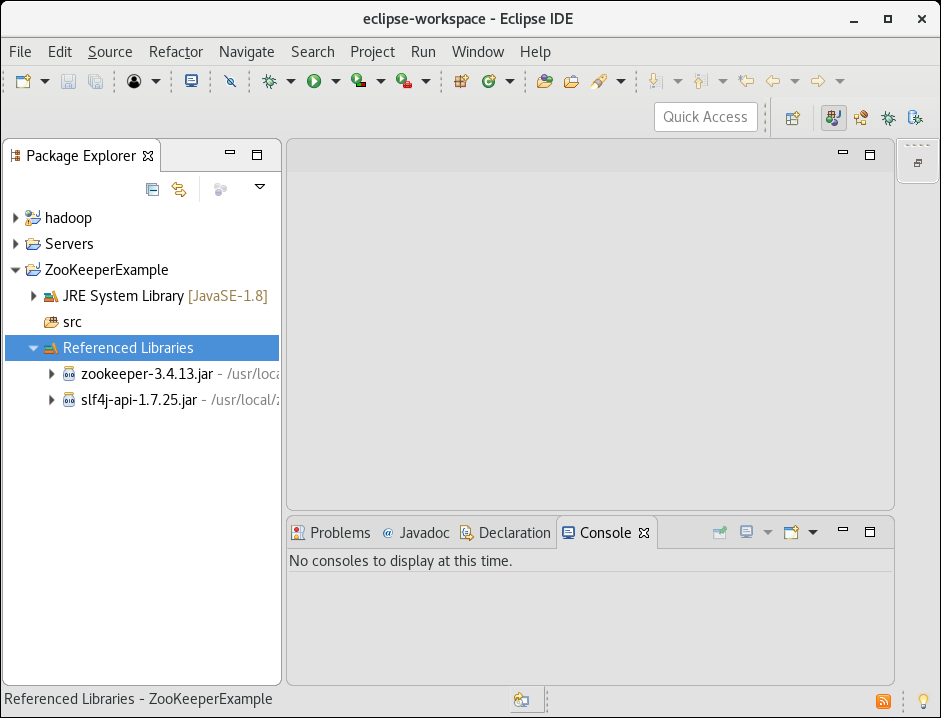 eclipse-workspace - Eclipse IDE
File Edit Source Refactor Navigate Search Project Run Window Help
Quick Access
Package Explorer
hadoop
Servers
ZooKeeperExample
JRE System Library [JavaSE-1.8]
src
Referenced Libraries
zookeeper-3.4.13.jar - /usr/loca
slf4j-api-1.7.25.jar - /usr/local/z
Problems @ Javadoc Declaration Console
No consoles to display at this time.
Referenced Libraries - ZooKeeperExample